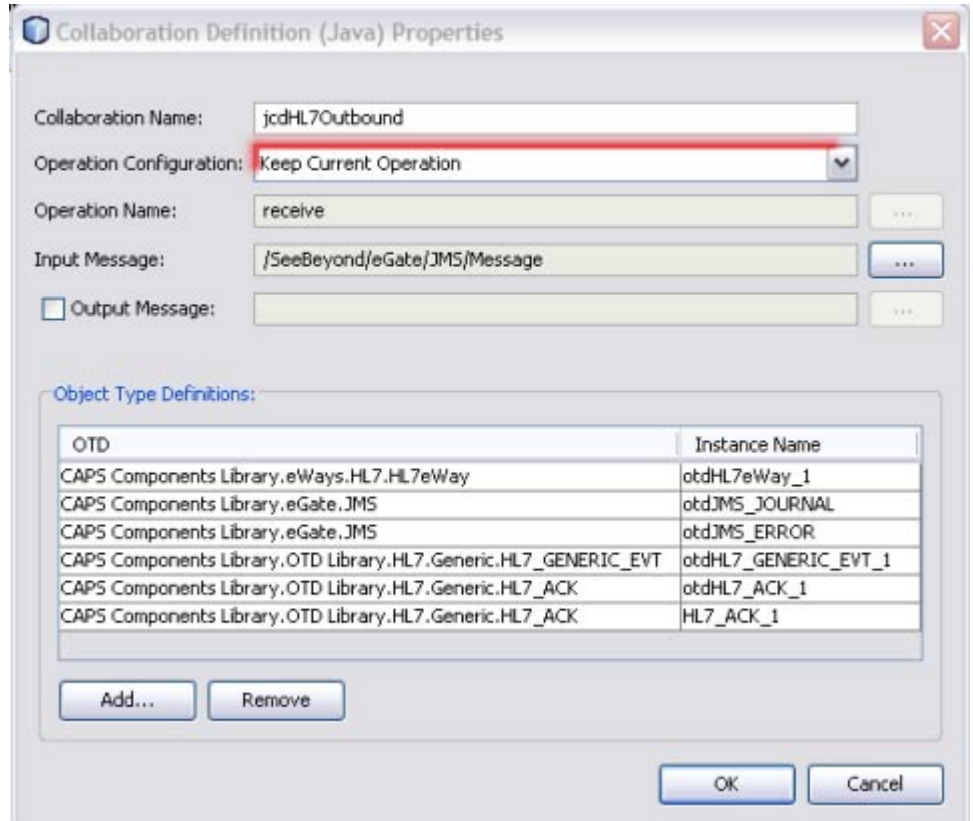 Collaboration Definition (Java) Properties
Collaboration Name: jcdHL7Outbound
Operation Configuration: Keep Current Operation
Operation Name: receive ...
Input Message: /SeeBeyond/eGate/JMS/Message ...
Output Message: ...
Object Type Definitions:
OTD Instance Name
CAPS Components Library.eWays.HL7.HL7eWay otdHL7eWay_1
CAPS Components Library.eGate.JMS otdJMS_JOURNAL
CAPS Components Library.eGate.JMS otdJMS_ERROR
CAPS Components Library.OTD Library.HL7.Generic.HL7_GENERIC_EVT otdHL7_GENERIC_EVT_1
CAPS Components Library.OTD Library.HL7.Generic.HL7_ACK otdHL7_ACK_1
CAPS Components Library.OTD Library.HL7.Generic.HL7_ACK HL7_ACK_1
Add... Remove
OK Cancel